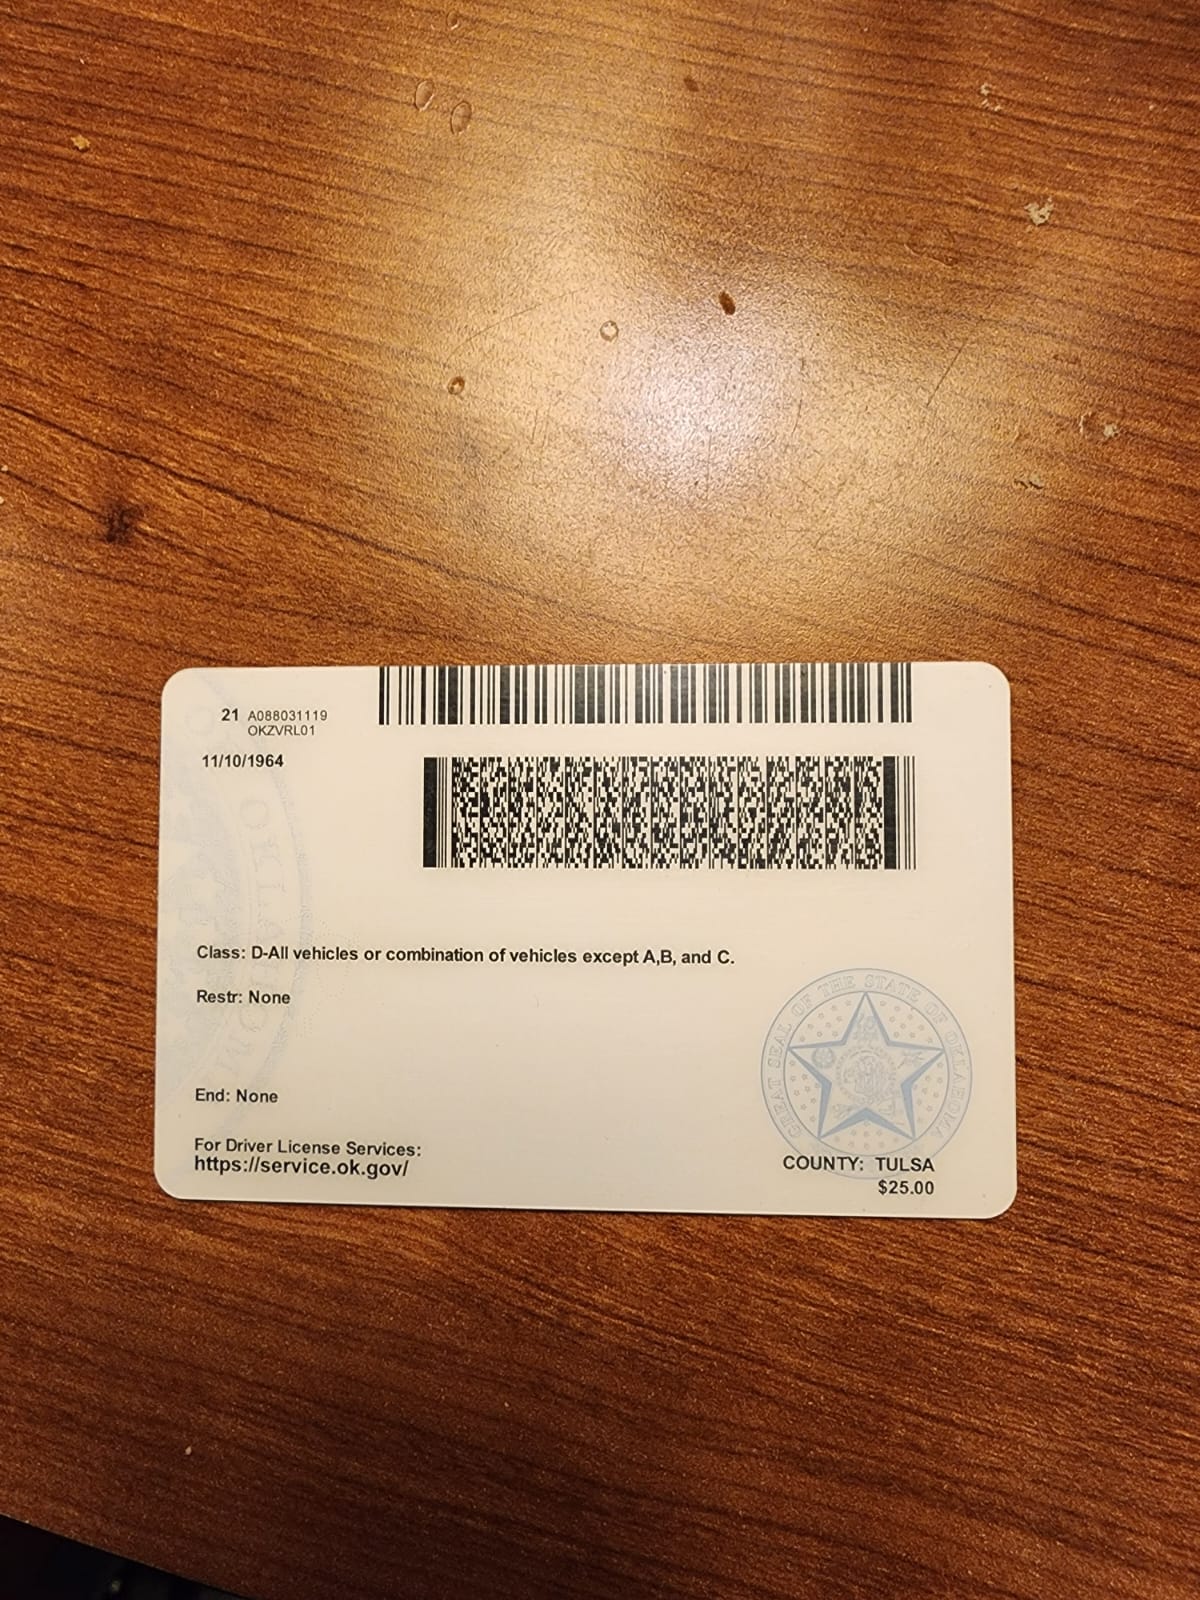 21 A088031119
OKZVRL01
11/10/1964
Class: D-All vehicles or combination of vehicles except A,B, and C.
Restr: None
End: None
For Driver License Services:
https://service.ok.gov/
GREAT SEAL OF THE STATE OF OKLAHOMA
COUNTY: TULSA
$25.00